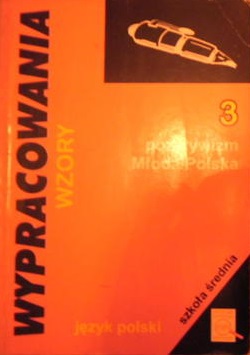 WYPRACOWANIA
WZORY
3
pozytywizm
Młoda Polska
szkoła średnia
język polski